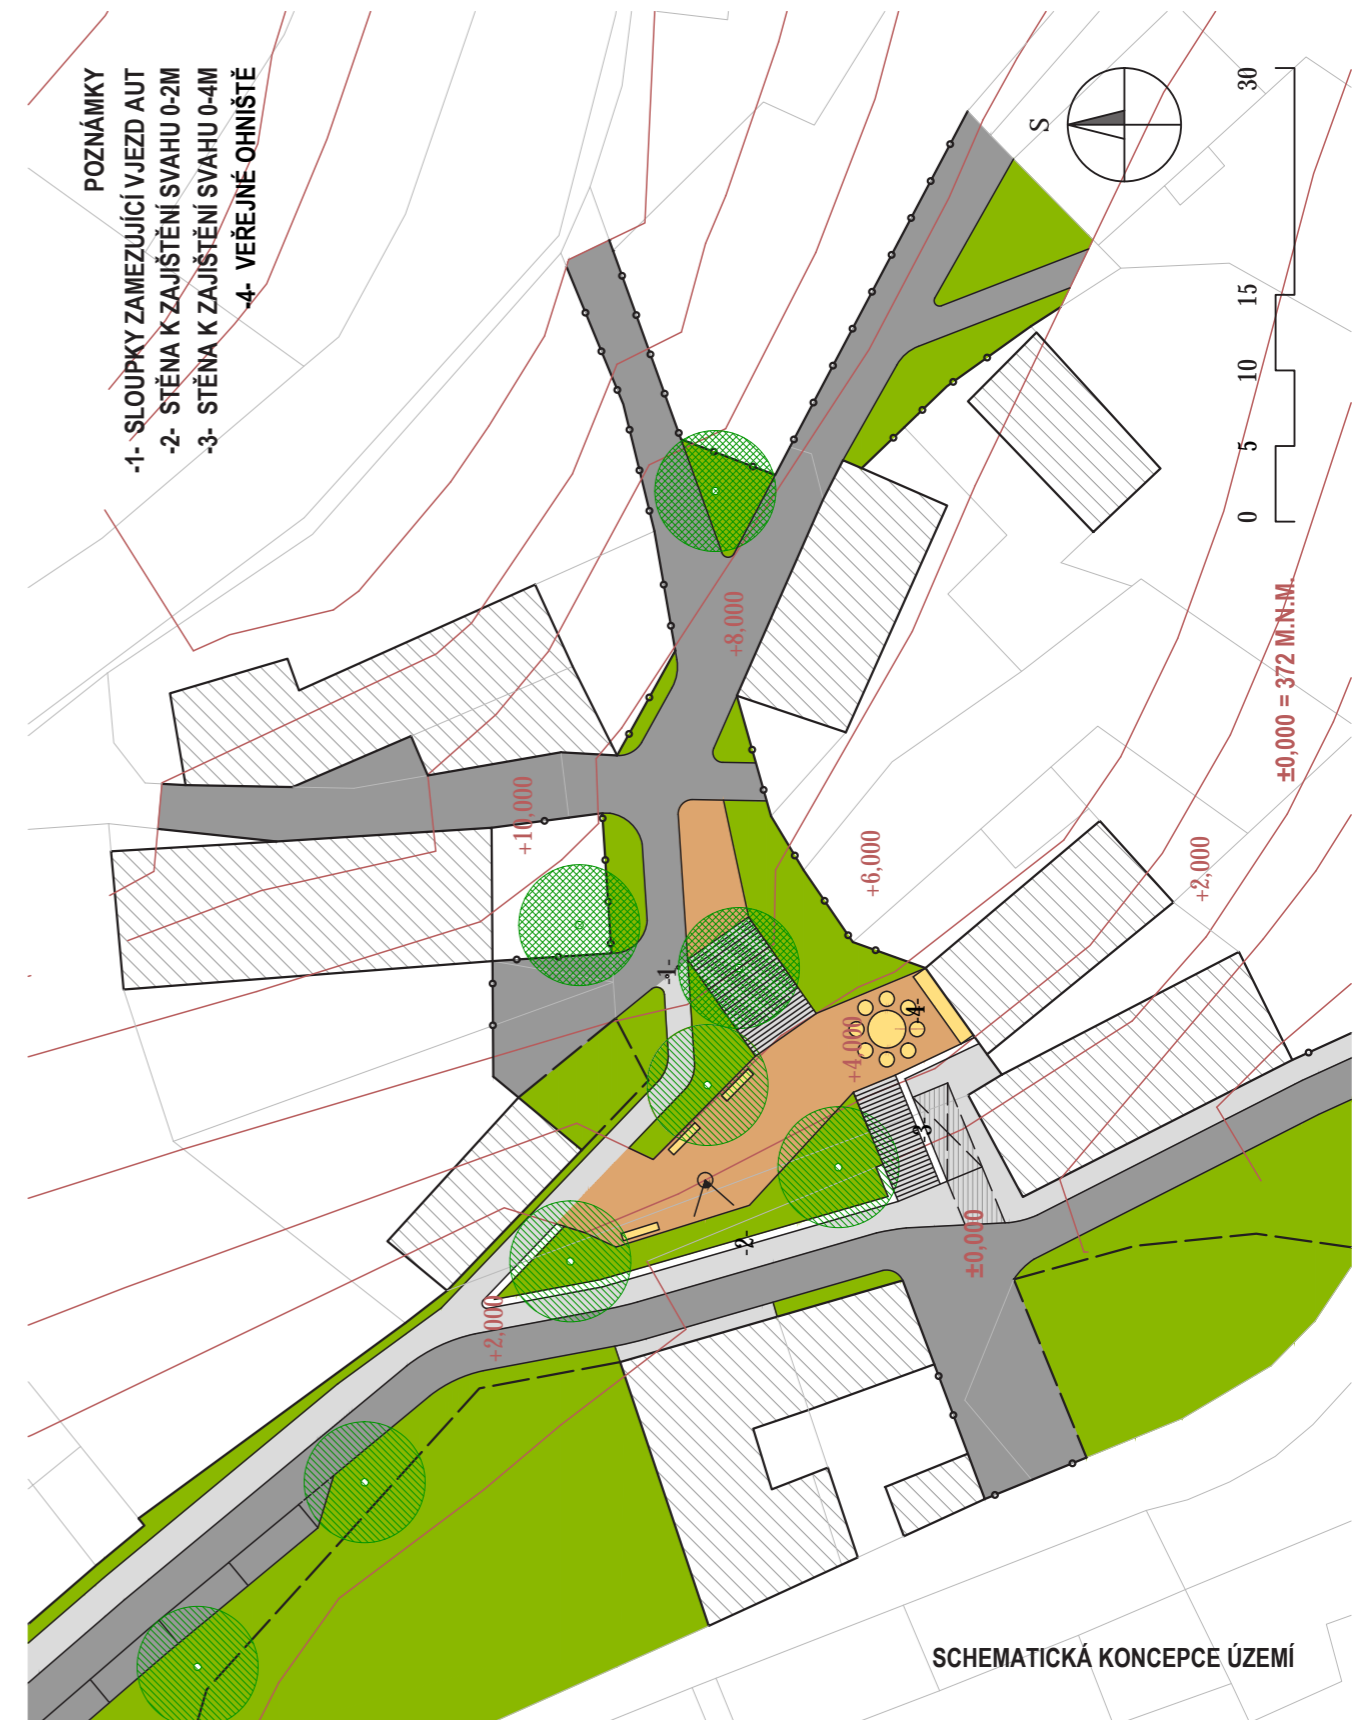 POZNÁMKY
-1- SLOUPKY ZAMEZUJÍCÍ VJEZD AUT
-2- STĚNA K ZAJIŠTĚNÍ SVAHU 0-2M
-3- STĚNA K ZAJIŠTĚNÍ SVAHU 0-4M
-4- VEŘEJNÉ OHNIŠTĚ
S
0 5 10 15 30
±0,000 = 372 M.N.M.
+8,000
+10,000
+6,000
+2,000
-1-
-4-
+4,000
-3-
-2-
±0,000
+2,000
SCHEMATICKÁ KONCEPCE ÚZEMÍ